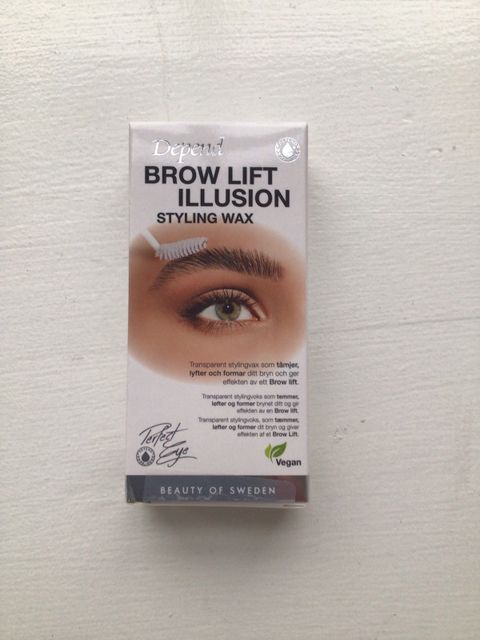 Depend
BROW LIFT
ILLUSION
STYLING WAX
Transparent stylingvax som tämjer,
lyfter och formar ditt bryn och ger
effekten av ett Brow lift.
Transparent stylingvoks som temmer,
løfter og former brynet ditt og gir
effekten av en Brow lift.
Transparent stylingvoks, som tæmmer,
løfter og former dit bryn og giver
effekten af et Brow Lift.
Perfect
Eye
Vegan
BEAUTY OF SWEDEN